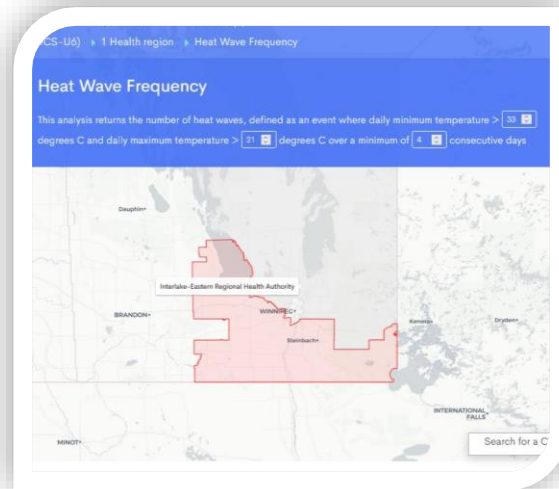 CS-U6) 1 Health region Heat Wave Frequency
Heat Wave Frequency
This analysis returns the number of heat waves, defined as an event where daily minimum temperature > 33
degrees C and daily maximum temperature > 21 degrees C over a minimum of 4 consecutive days
Dauphin
Interlake-Eastern Regional Health Authority
BRANDON
WINNIPEG
Kenora
Dryden
Steinbach
INTERNATIONAL
FALLS
MINOT
Search for a C